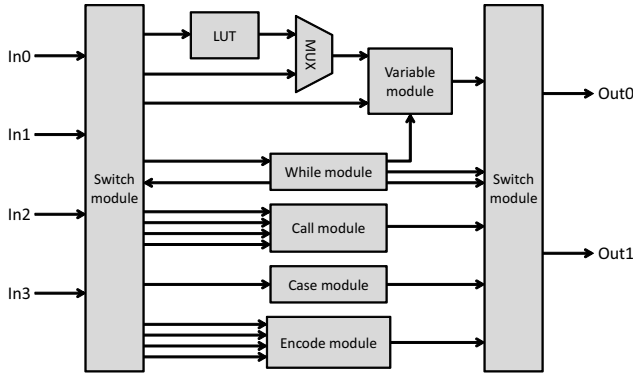 In0
In1
In2
In3
Switch
module
LUT
MUX
Variable
module
While module
Call module
Case module
Encode module
Switch
module
Out0
Out1